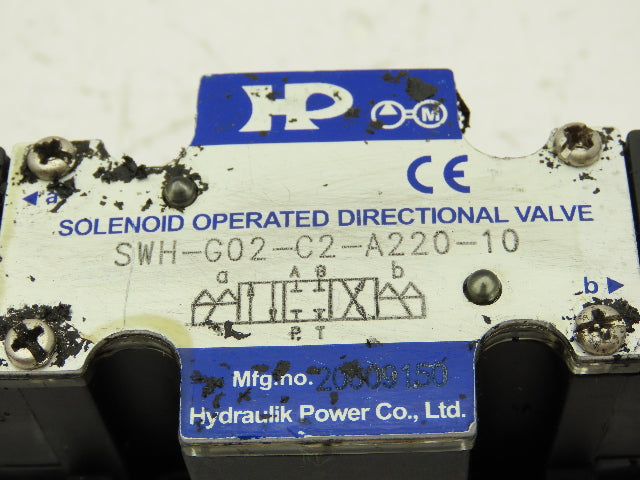 HP
M
CE
a
SOLENOID OPERATED DIRECTIONAL VALVE
SWH-G02-C2-A220-10
a A B b
P T
b
Mfg.no. 20609150
Hydraulik Power Co., Ltd.